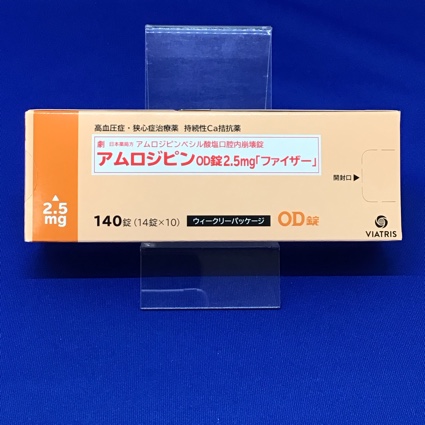 高血圧症・狭心症治療薬 持続性Ca拮抗薬
劇 日本薬局方 アムロジピンベシル酸塩口腔内崩壊錠
アムロジピンOD錠2.5mg「ファイザー」
開封口▶
▲
2.5
mg
140錠(14錠×10) ウィークリーパッケージ OD錠
VIATRIS